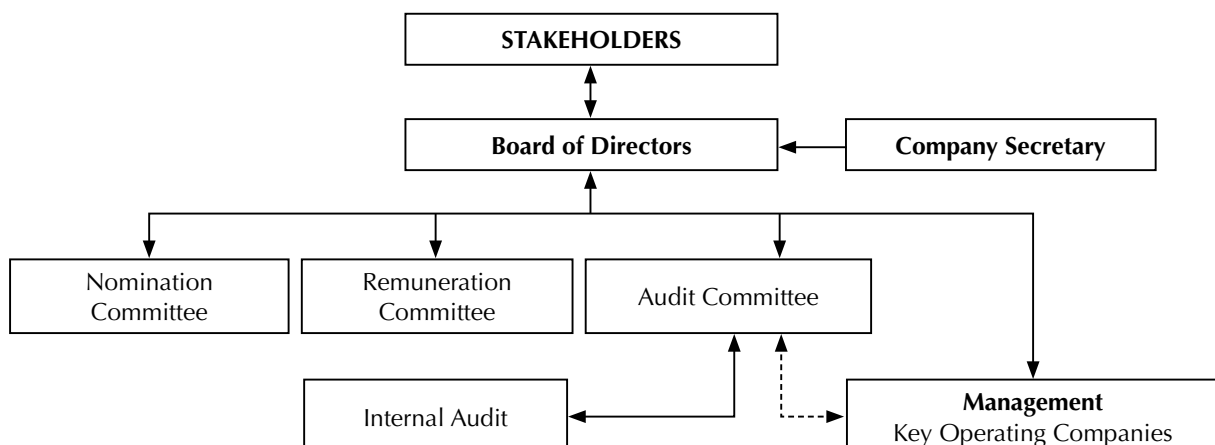 STAKEHOLDERS
Board of Directors
Company Secretary
Nomination
Committee
Remuneration
Committee
Audit Committee
Internal Audit
Management
Key Operating Companies